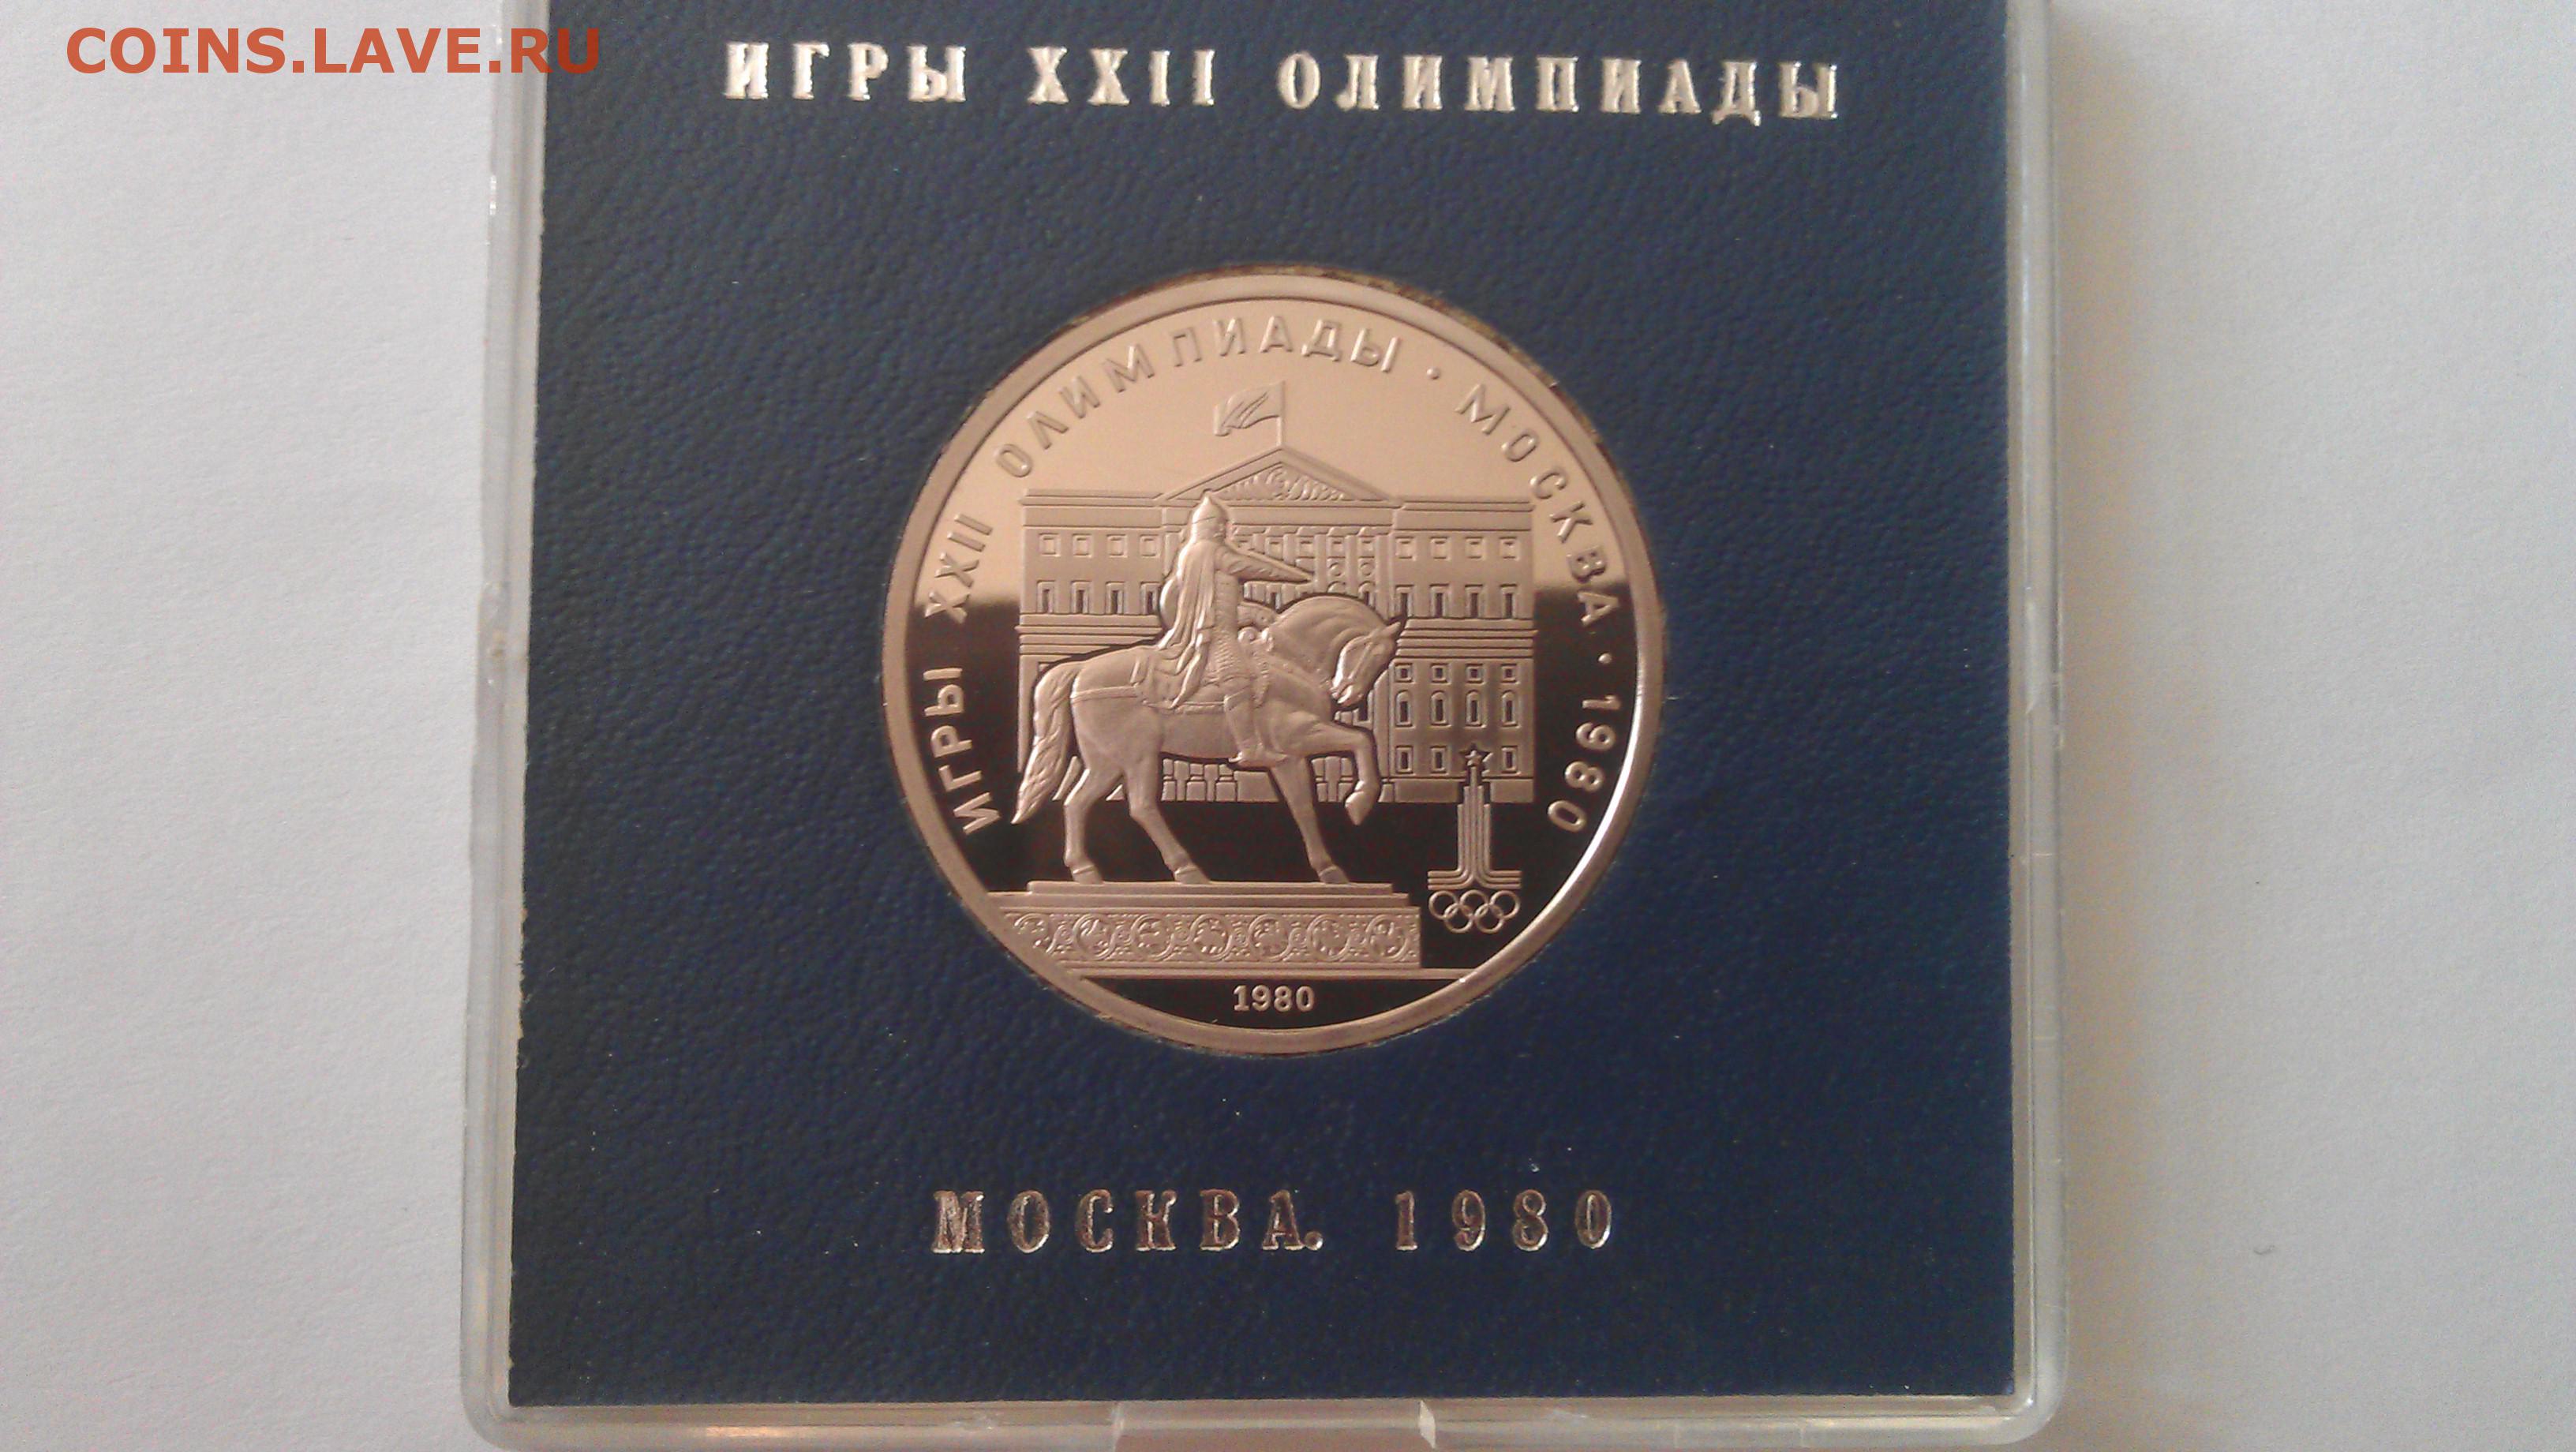 COINS.LAVE.RU
ИГРЫ XXII ОЛИМПИАДЫ
ИГРЫ XXII ОЛИМПИАДЫ · МОСКВА · 1980
1980
МОСКВА. 1980